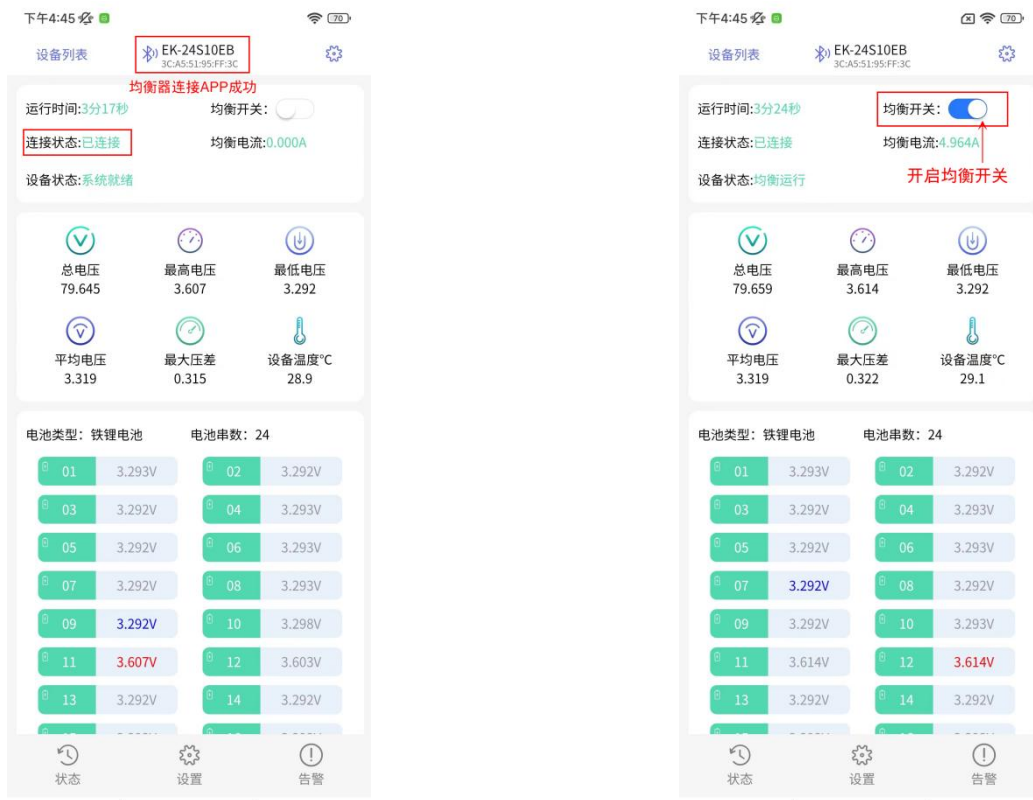 下午4:45
70
设备列表
EK-24S10EB
3C:A5:51:95:FF:3C
均衡器连接APP成功
运行时间:3分17秒
均衡开关:
连接状态:已连接
均衡电流:0.000A
设备状态:系统就绪
总电压
最高电压
最低电压
79.645
3.607
3.292
平均电压
最大压差
设备温度℃
3.319
0.315
28.9
电池类型: 铁锂电池
电池串数: 24
01 3.293V 02 3.292V
03 3.292V 04 3.293V
05 3.292V 06 3.293V
07 3.292V 08 3.293V
09 3.292V 10 3.298V
11 3.607V 12 3.603V
13 3.292V 14 3.292V
状态
设置
告警
下午4:45
70
设备列表
EK-24S10EB
3C:A5:51:95:FF:3C
运行时间:3分24秒
均衡开关:
连接状态:已连接
均衡电流:4.964A
设备状态:均衡运行
开启均衡开关
总电压
最高电压
最低电压
79.659
3.614
3.292
平均电压
最大压差
设备温度℃
3.319
0.322
29.1
电池类型: 铁锂电池
电池串数: 24
01 3.293V 02 3.292V
03 3.292V 04 3.293V
05 3.292V 06 3.293V
07 3.292V 08 3.292V
09 3.292V 10 3.293V
11 3.614V 12 3.614V
13 3.292V 14 3.292V
状态
设置
告警